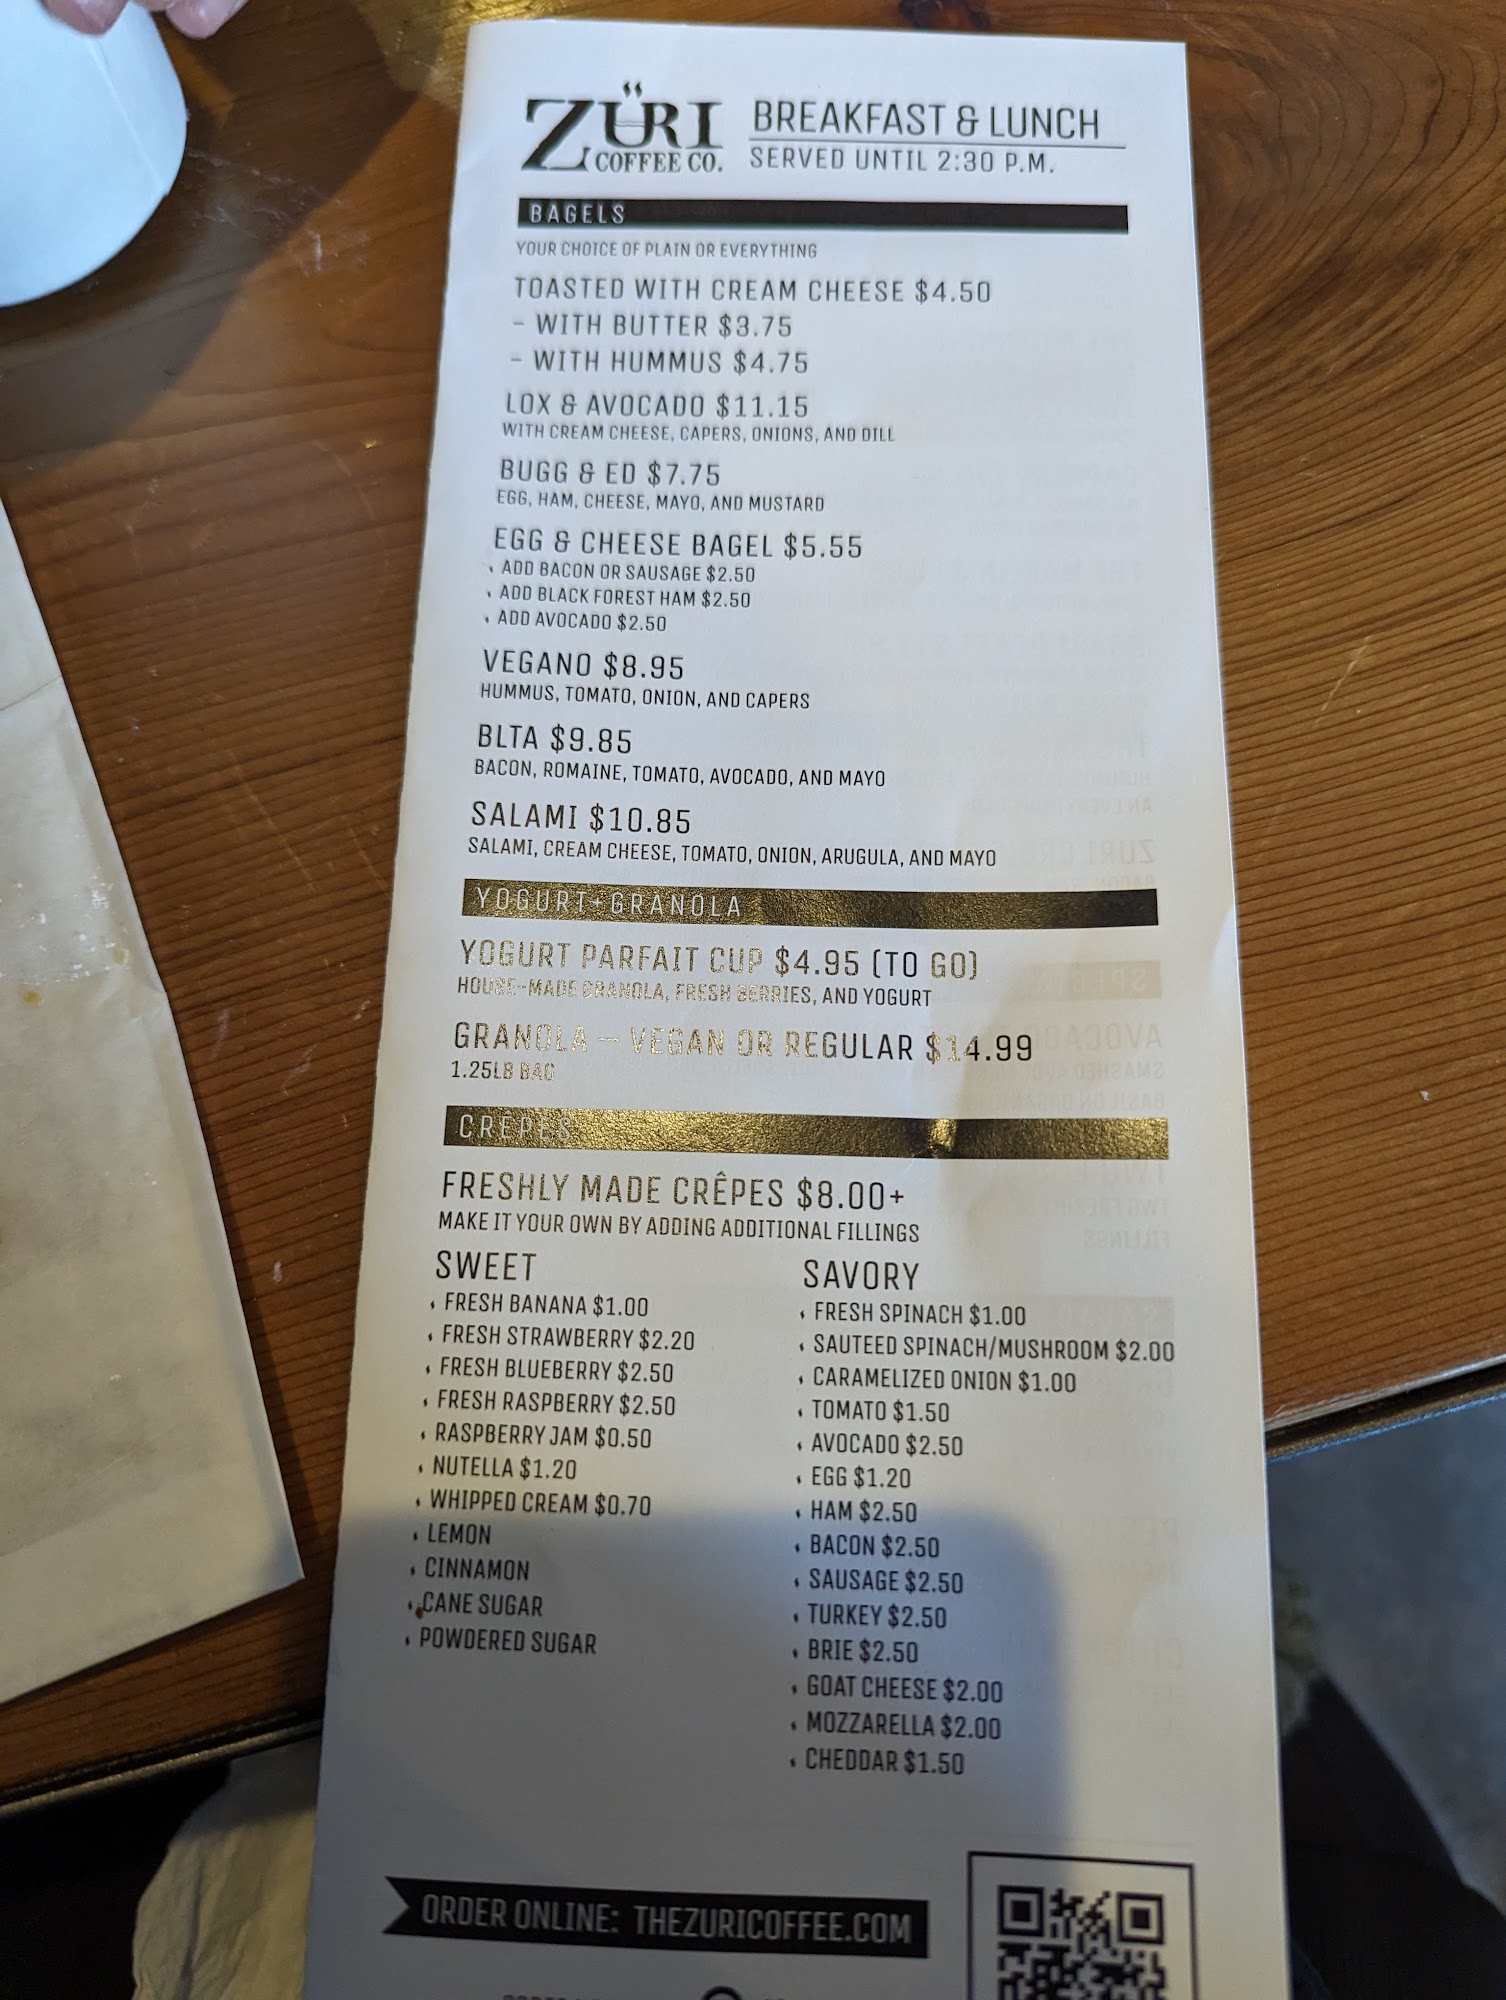 ZÜRI
COFFEE CO.
BREAKFAST & LUNCH
SERVED UNTIL 2:30 P.M.
BAGELS
YOUR CHOICE OF PLAIN OR EVERYTHING
TOASTED WITH CREAM CHEESE $4.50
- WITH BUTTER $3.75
- WITH HUMMUS $4.75
LOX & AVOCADO $11.15
WITH CREAM CHEESE, CAPERS, ONIONS, AND DILL
BUGG & ED $7.75
EGG, HAM, CHEESE, MAYO, AND MUSTARD
EGG & CHEESE BAGEL $5.55
ADD BACON OR SAUSAGE $2.50
ADD BLACK FOREST HAM $2.50
ADD AVOCADO $2.50
VEGANO $8.95
HUMMUS, TOMATO, ONION, AND CAPERS
BLTA $9.85
BACON, ROMAINE, TOMATO, AVOCADO, AND MAYO
SALAMI $10.85
SALAMI, CREAM CHEESE, TOMATO, ONION, ARUGULA, AND MAYO
YOGURT+GRANOLA
YOGURT PARFAIT CUP $4.95 (TO GO)
HOUSE-MADE GRANOLA, FRESH BERRIES, AND YOGURT
GRANOLA — VEGAN OR REGULAR $14.99
1.25LB BAG
CRÊPES
FRESHLY MADE CRÊPES $8.00+
MAKE IT YOUR OWN BY ADDING ADDITIONAL FILLINGS
SWEET
FRESH BANANA $1.00
FRESH STRAWBERRY $2.20
FRESH BLUEBERRY $2.50
FRESH RASPBERRY $2.50
RASPBERRY JAM $0.50
NUTELLA $1.20
WHIPPED CREAM $0.70
LEMON
CINNAMON
CANE SUGAR
POWDERED SUGAR
SAVORY
FRESH SPINACH $1.00
SAUTEED SPINACH/MUSHROOM $2.00
CARAMELIZED ONION $1.00
TOMATO $1.50
AVOCADO $2.50
EGG $1.20
HAM $2.50
BACON $2.50
SAUSAGE $2.50
TURKEY $2.50
BRIE $2.50
GOAT CHEESE $2.00
MOZZARELLA $2.00
CHEDDAR $1.50
ORDER ONLINE: THEZURICOFFEE.COM